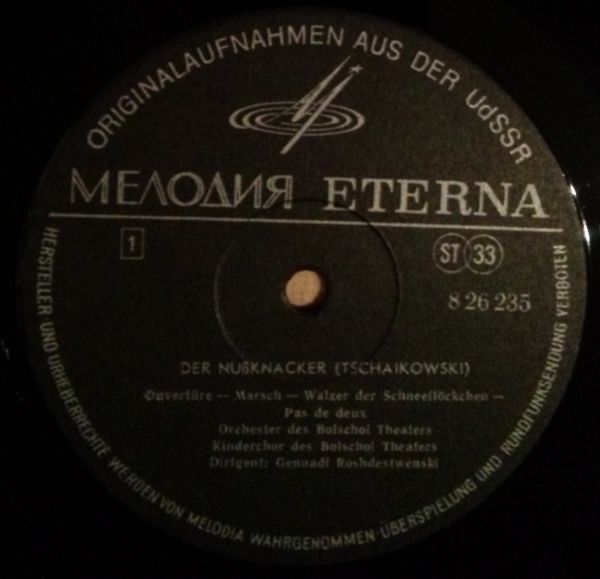 ORIGINALAUFNAHMEN AUS DER UdSSR
МЕЛОДИЯ ETERNA
1
ST 33
8 26 235
DER NUßKNACKER (TSCHAIKOWSKI)
Ouvertüre — Marsch — Walzer der Schneeflöckchen —
Pas de deux
Orchester des Bolschoi Theaters
Kinderchor des Bolschoi Theaters
Dirigent: Gennadi Roshdestwenski
HERSTELLER UND URHEBERRECHTE WERDEN VON MELODIA WAHRGENOMMEN·ÜBERSPIELUNG UND RUNDFUNKSENDUNG VERBOTEN